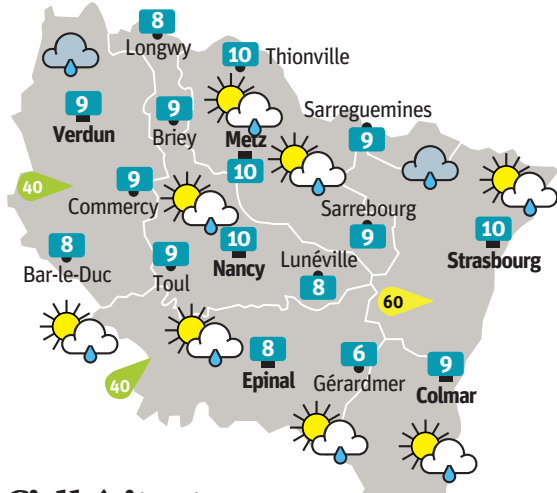 8
Longwy
10 Thionville
9
Verdun
9
Briey
Metz
10
Sarreguemines
9
40
9
Commercy
Sarrebourg
9
10
Strasbourg
8
Bar-le-Duc
9
Toul
10
Nancy
Lunéville
8
60
40
8
Epinal
6
Gérardmer
9
Colmar